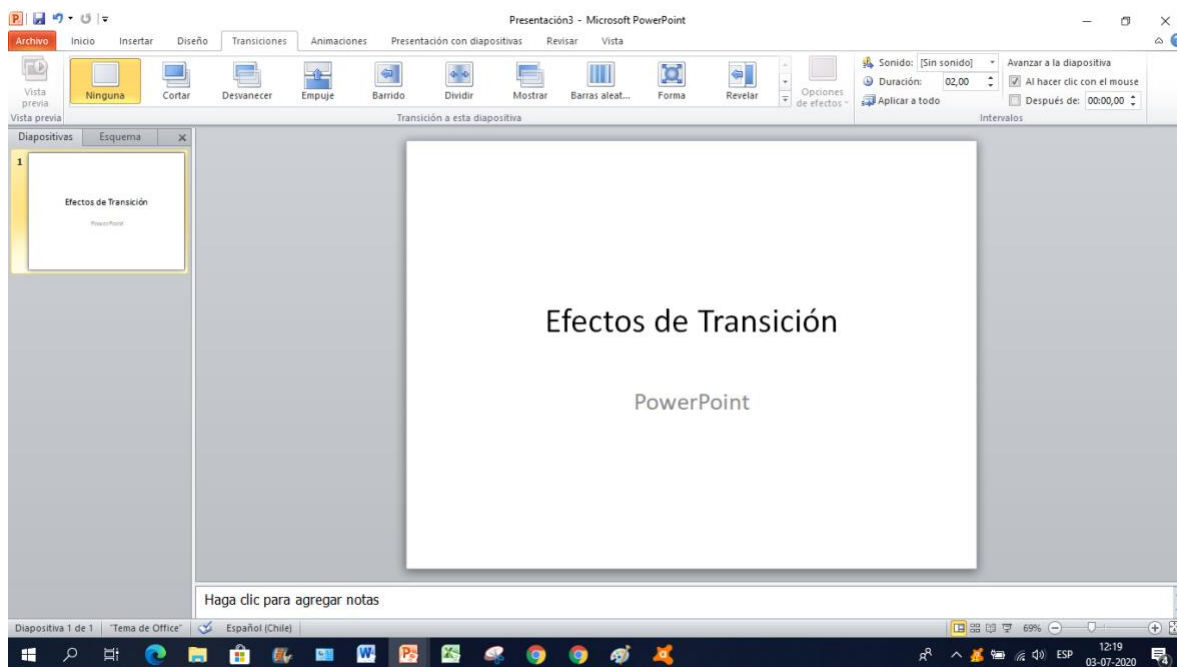 Presentación3 - Microsoft PowerPoint
Archivo Inicio Insertar Diseño Transiciones Animaciones Presentación con diapositivas Revisar Vista
Vista previa
Ninguna Cortar Desvanecer Empuje Barrido Dividir Mostrar Barras aleat... Forma Revelar
Opciones de efectos
Sonido: [Sin sonido]
Duración: 02,00
Aplicar a todo
Avanzar a la diapositiva
Al hacer clic con el mouse
Después de: 00:00,00
Vista previa Transición a esta diapositiva Intervalos
Diapositivas Esquema
1
Efectos de Transición
PowerPoint
Efectos de Transición
PowerPoint
Haga clic para agregar notas
Diapositiva 1 de 1 "Tema de Office" Español (Chile) 69%
ESP
12:19
03-07-2020
4